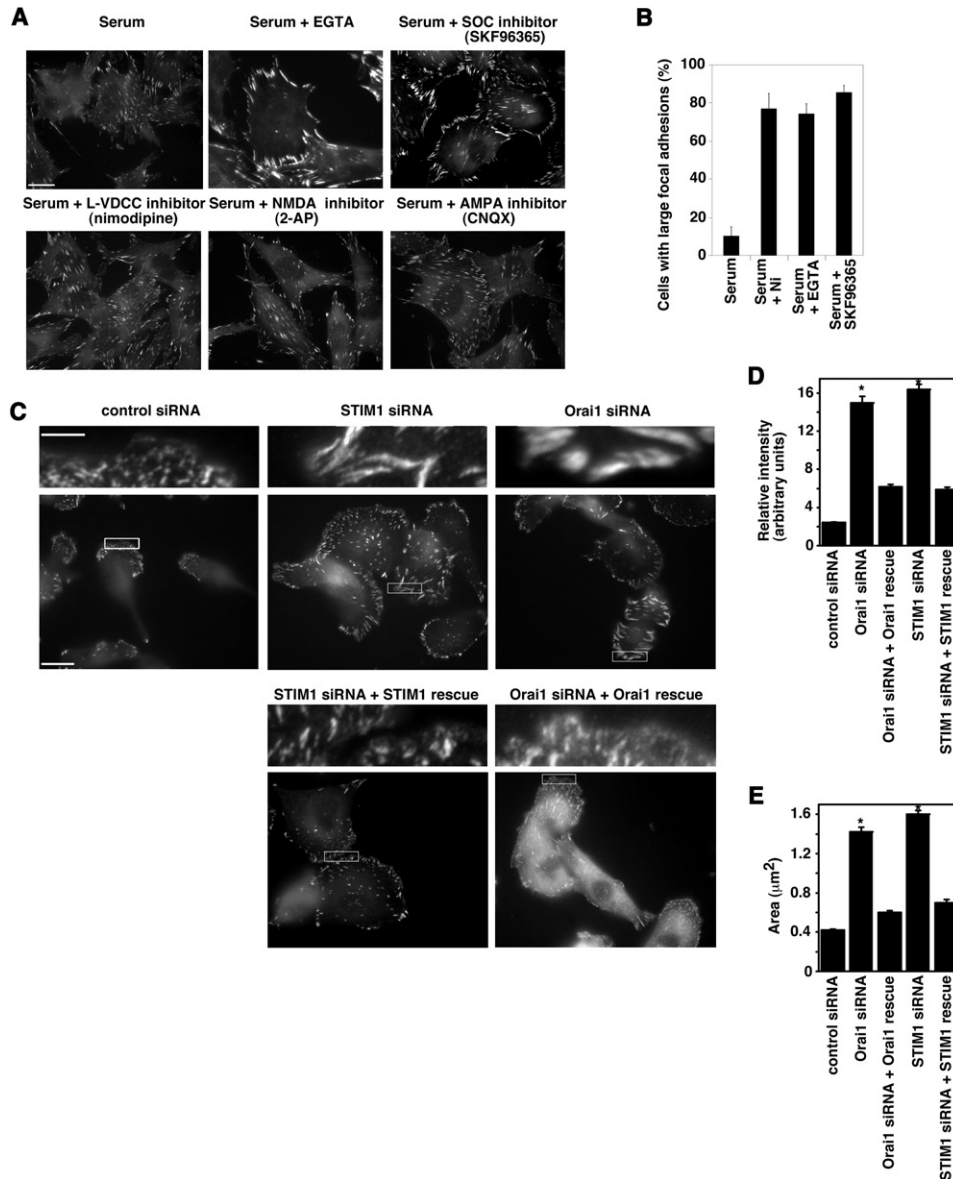 A
Serum
Serum + EGTA
Serum + SOC inhibitor
(SKF96365)
Serum + L-VDCC inhibitor
(nimodipine)
Serum + NMDA inhibitor
(2-AP)
Serum + AMPA inhibitor
(CNQX)
B
Cells with large focal adhesions (%)
100
80
60
40
20
0
Serum
Serum
+ Ni
Serum
+ EGTA
Serum +
SKF96365
C
control siRNA
STIM1 siRNA
Orai1 siRNA
STIM1 siRNA + STIM1 rescue
Orai1 siRNA + Orai1 rescue
D
Relative intensity
(arbitrary units)
16
12
8
4
0
*
*
control siRNA
Orai1 siRNA
Orai1 siRNA + Orai1 rescue
STIM1 siRNA
STIM1 siRNA + STIM1 rescue
E
Area (μm2)
1.6
1.2
0.8
0.4
0
*
*
control siRNA
Orai1 siRNA
Orai1 siRNA + Orai1 rescue
STIM1 siRNA
STIM1 siRNA + STIM1 rescue